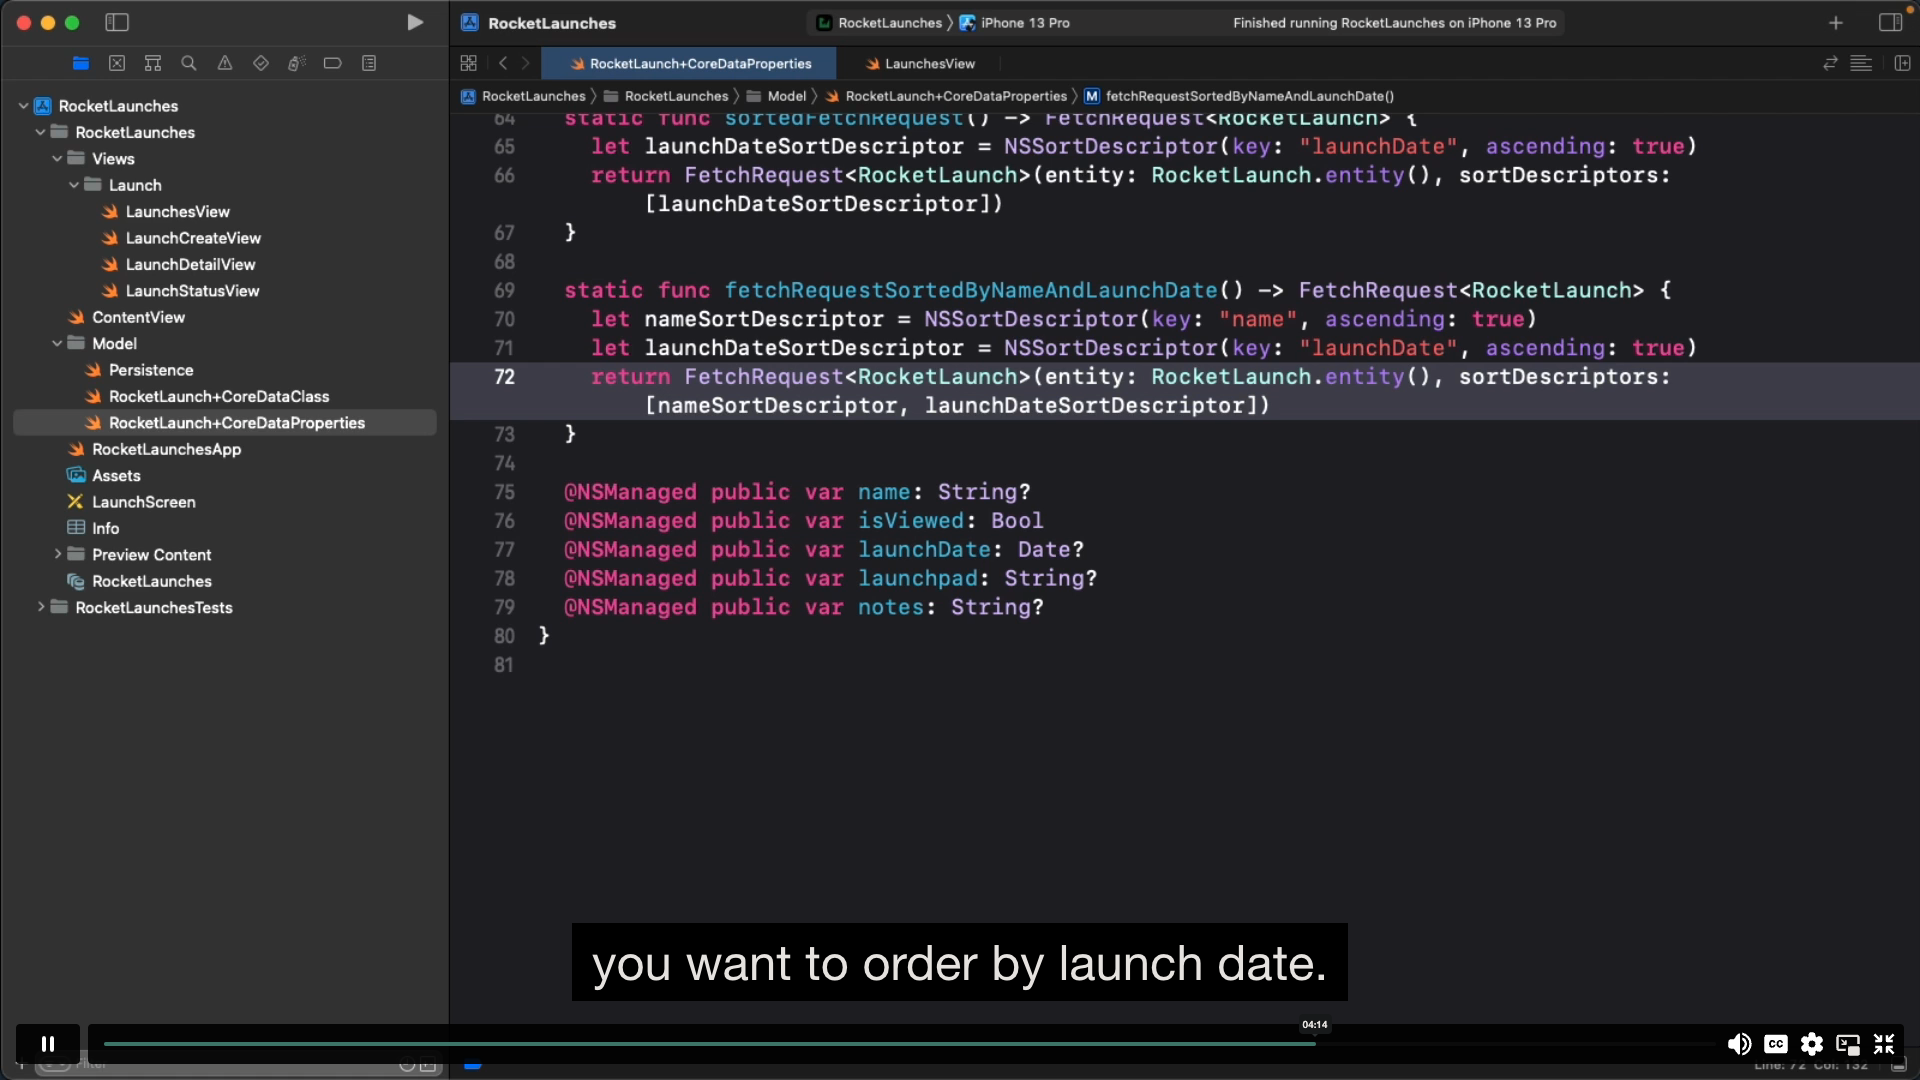 RocketLaunches
RocketLaunches
iPhone 13 Pro
Finished running RocketLaunches on iPhone 13 Pro
RocketLaunch+CoreDataProperties
LaunchesView
RocketLaunches
RocketLaunches
Model
RocketLaunch+CoreDataProperties
M
fetchRequestSortedByNameAndLaunchDate()
RocketLaunches
RocketLaunches
Views
Launch
LaunchesView
LaunchCreateView
LaunchDetailView
LaunchStatusView
ContentView
Model
Persistence
RocketLaunch+CoreDataClass
RocketLaunch+CoreDataProperties
RocketLaunchesApp
Assets
LaunchScreen
Info
Preview Content
RocketLaunches
RocketLaunchesTests
64 static func sortedFetchRequest() -> FetchRequest<RocketLaunch> {
65 let launchDateSortDescriptor = NSSortDescriptor(key: "launchDate", ascending: true)
66 return FetchRequest<RocketLaunch>(entity: RocketLaunch.entity(), sortDescriptors:
[launchDateSortDescriptor])
67 }
68
69 static func fetchRequestSortedByNameAndLaunchDate() -> FetchRequest<RocketLaunch> {
70 let nameSortDescriptor = NSSortDescriptor(key: "name", ascending: true)
71 let launchDateSortDescriptor = NSSortDescriptor(key: "launchDate", ascending: true)
72 return FetchRequest<RocketLaunch>(entity: RocketLaunch.entity(), sortDescriptors:
[nameSortDescriptor, launchDateSortDescriptor])
73 }
74
75 @NSManaged public var name: String?
76 @NSManaged public var isViewed: Bool
77 @NSManaged public var launchDate: Date?
78 @NSManaged public var launchpad: String?
79 @NSManaged public var notes: String?
80 }
81
you want to order by launch date.
04:14
CC
Filter
Line: 72 Col: 132